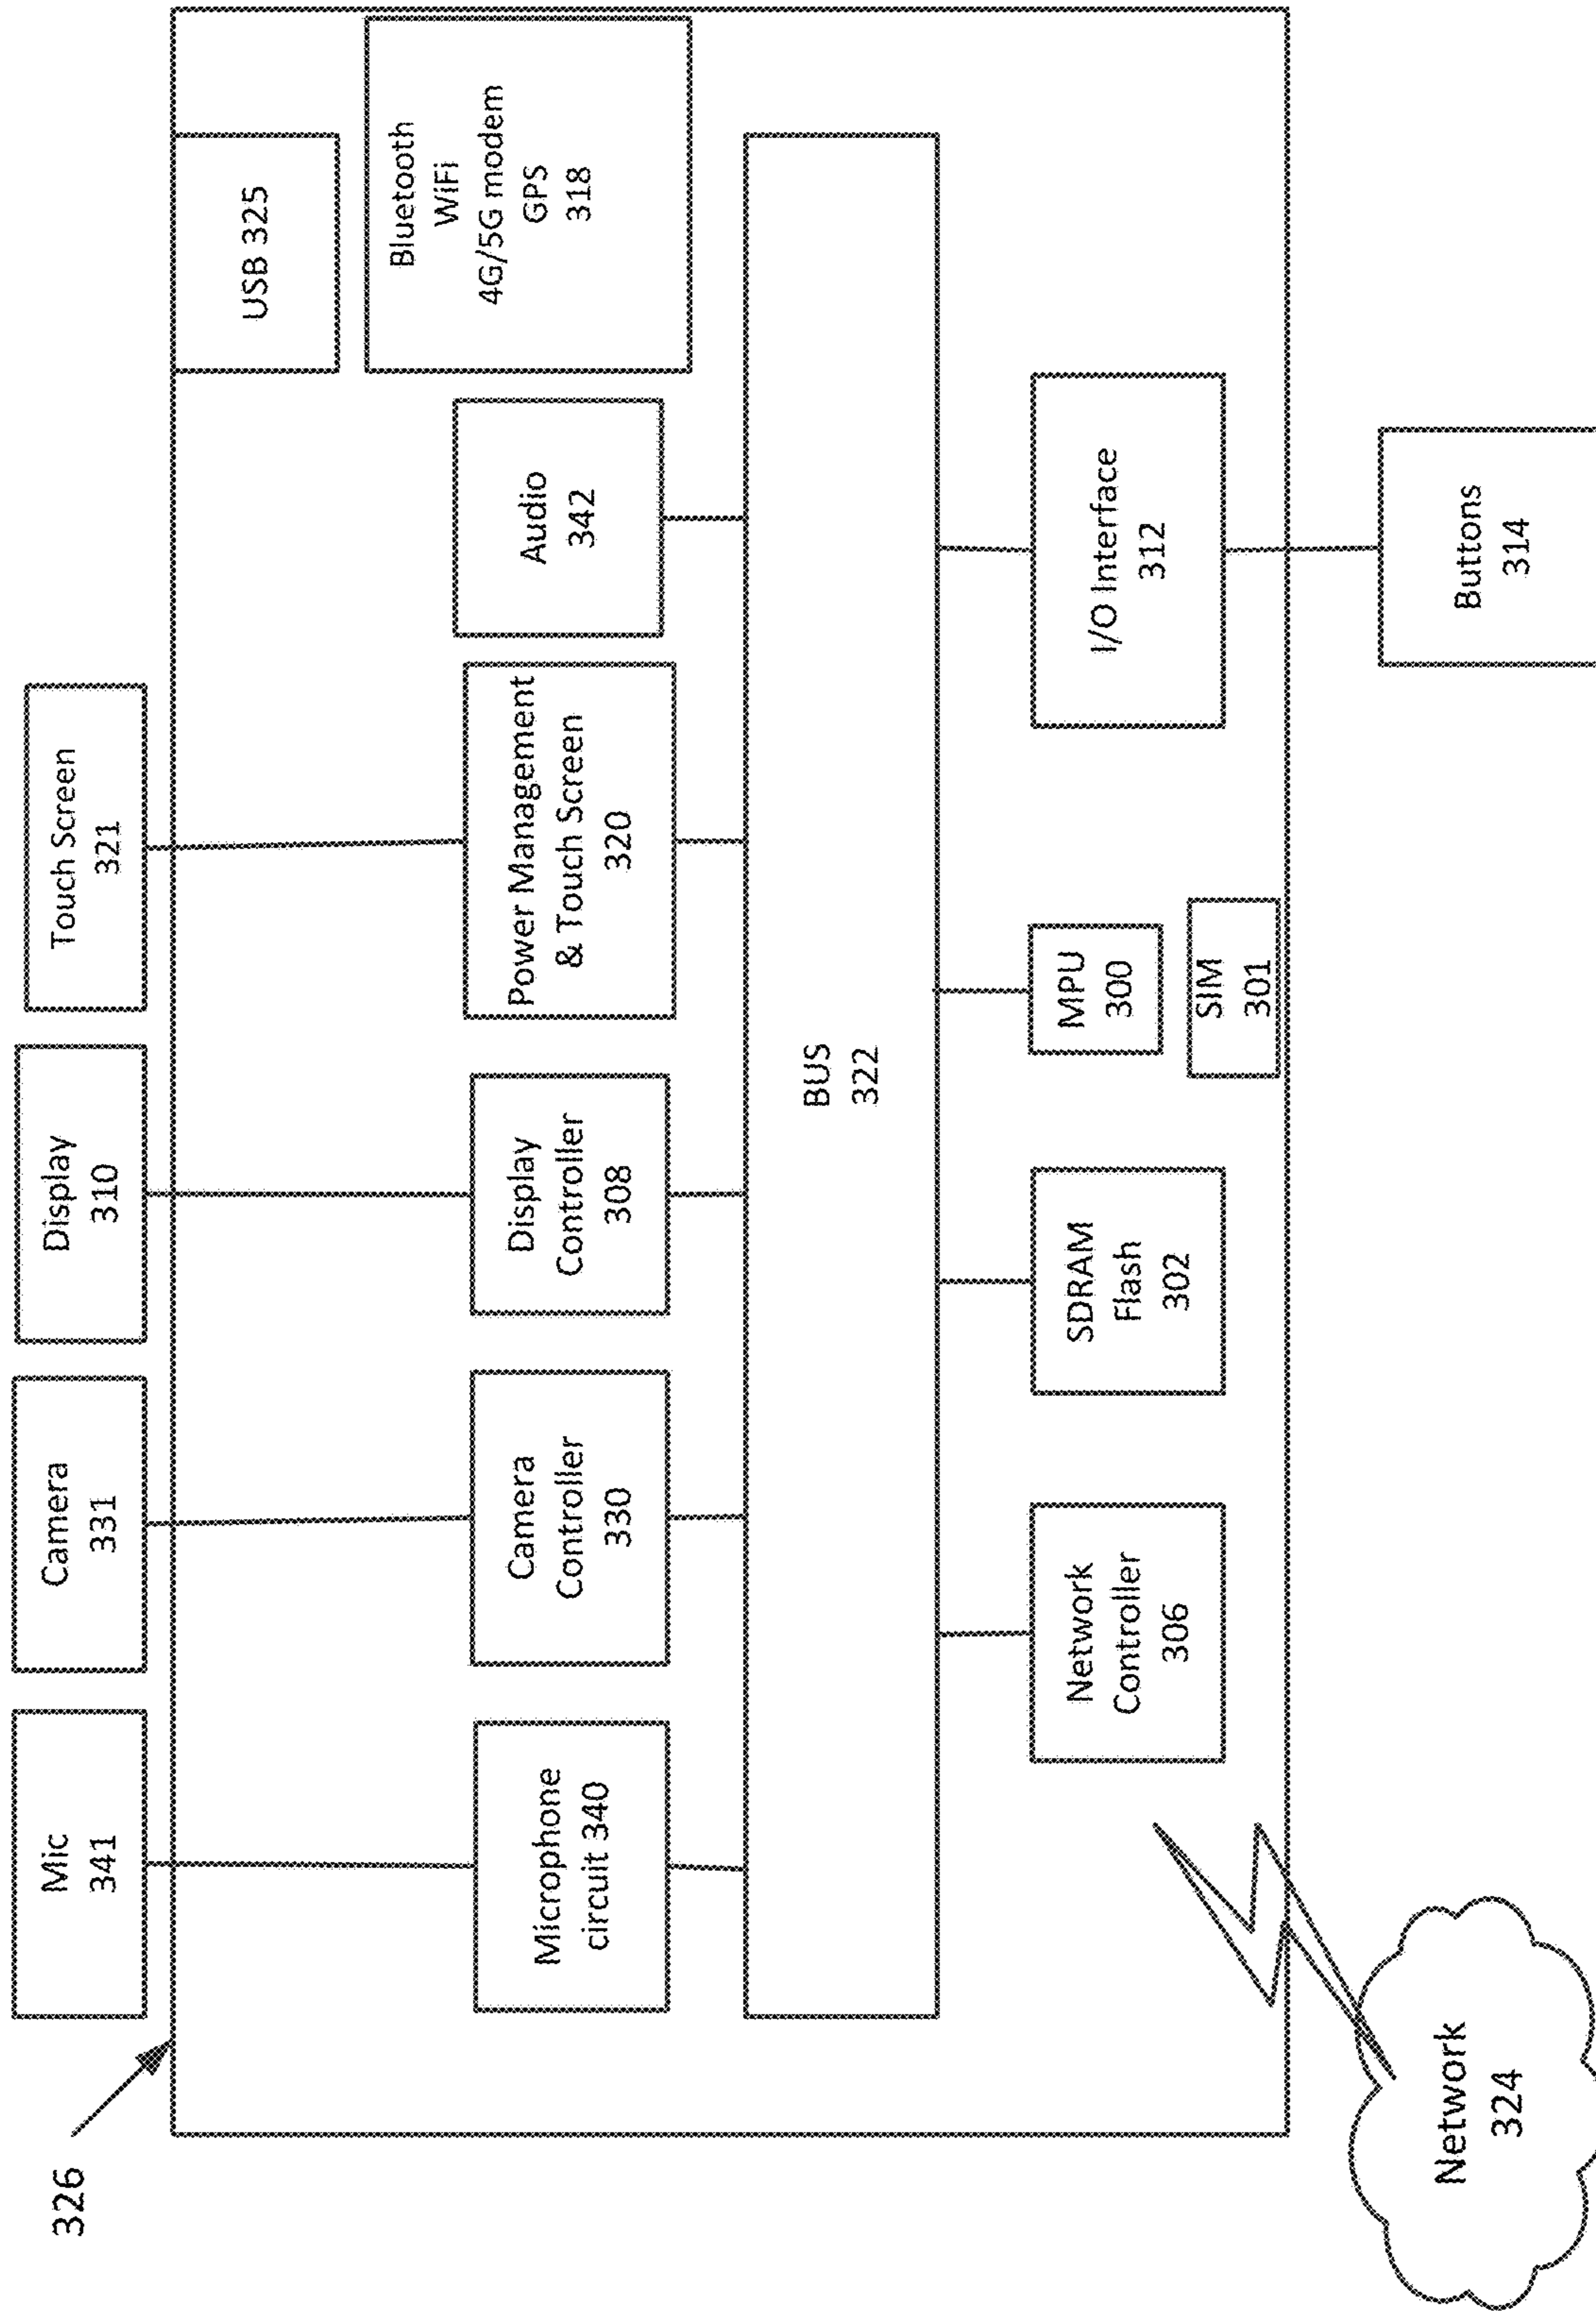 326
Mic
341
Camera
331
Display
310
Touch Screen
321
USB 325
Microphone
circuit 340
Camera
Controller
330
Display
Controller
308
Power Management
& Touch Screen
320
Audio
342
Bluetooth
WiFi
4G/5G modem
GPS
318
BUS
322
Network
Controller
306
SDRAM
Flash
302
MPU
300
SIM
301
I/O Interface
312
Network
324
Buttons
314